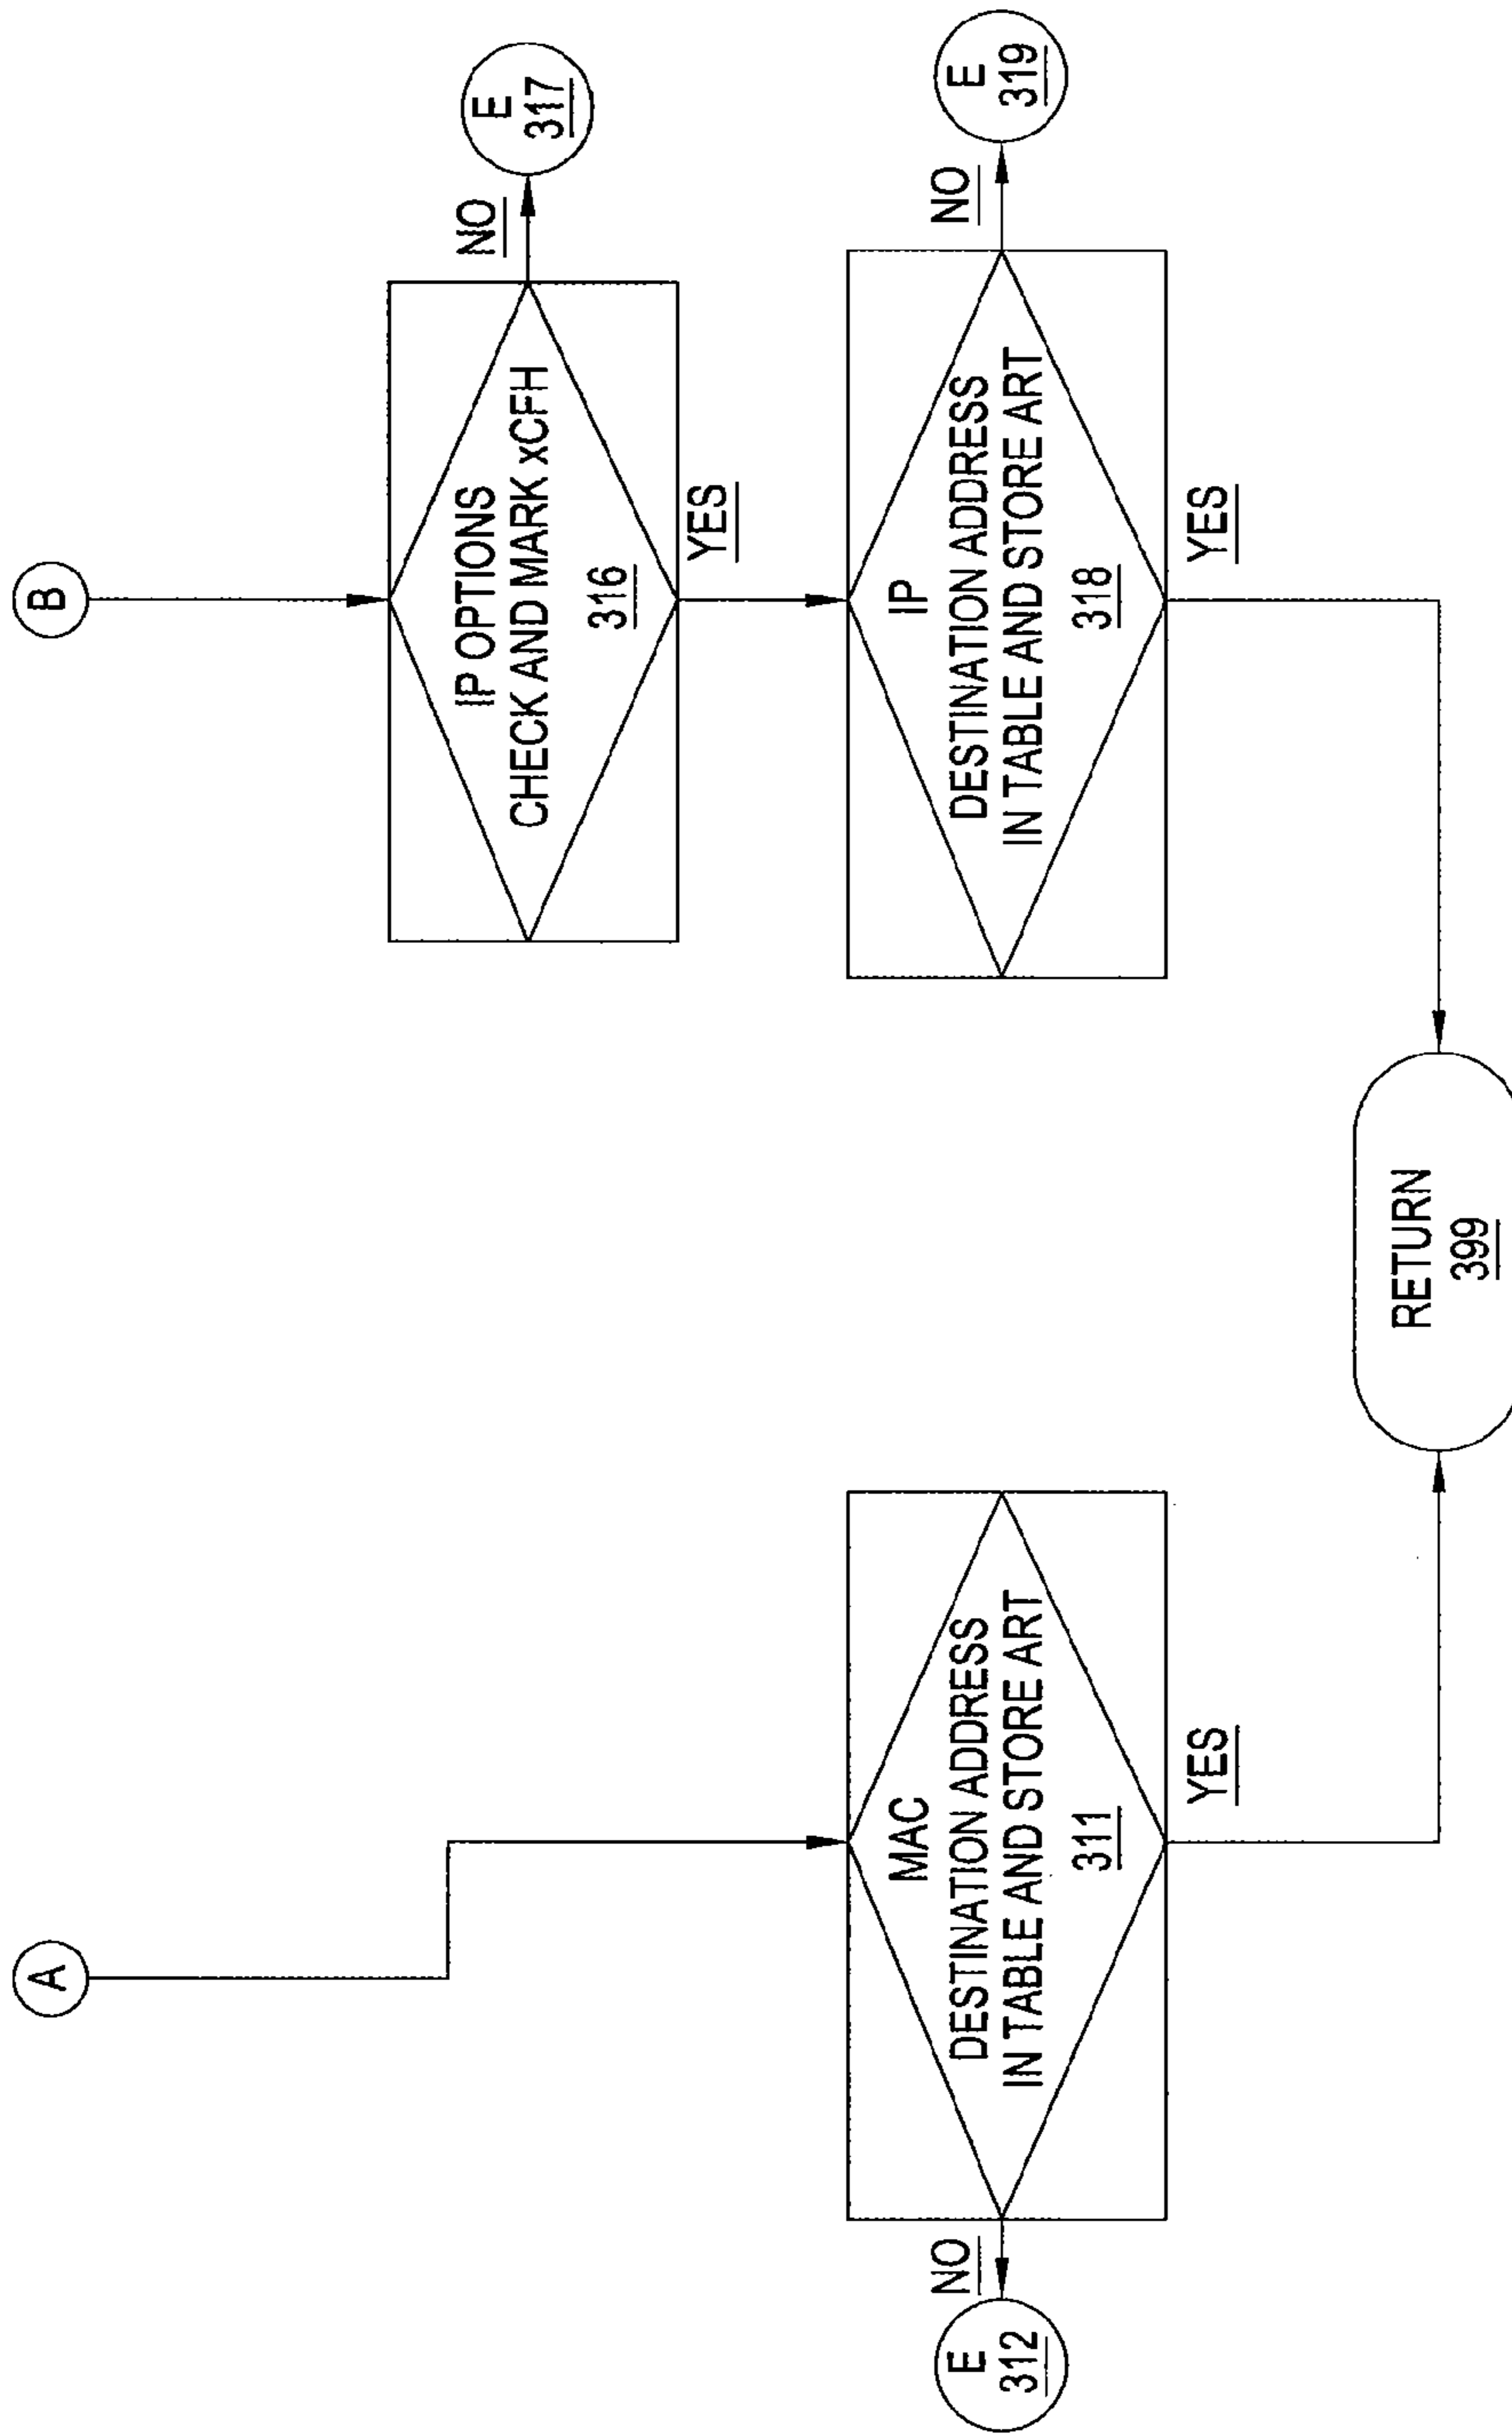 A
B
IP OPTIONS
CHECK AND MARK xCFH
316
NO
E
317
YES
MAC
DESTINATION ADDRESS
IN TABLE AND STORE ART
311
NO
E
312
YES
IP
DESTINATION ADDRESS
IN TABLE AND STORE ART
318
NO
E
319
YES
RETURN
399